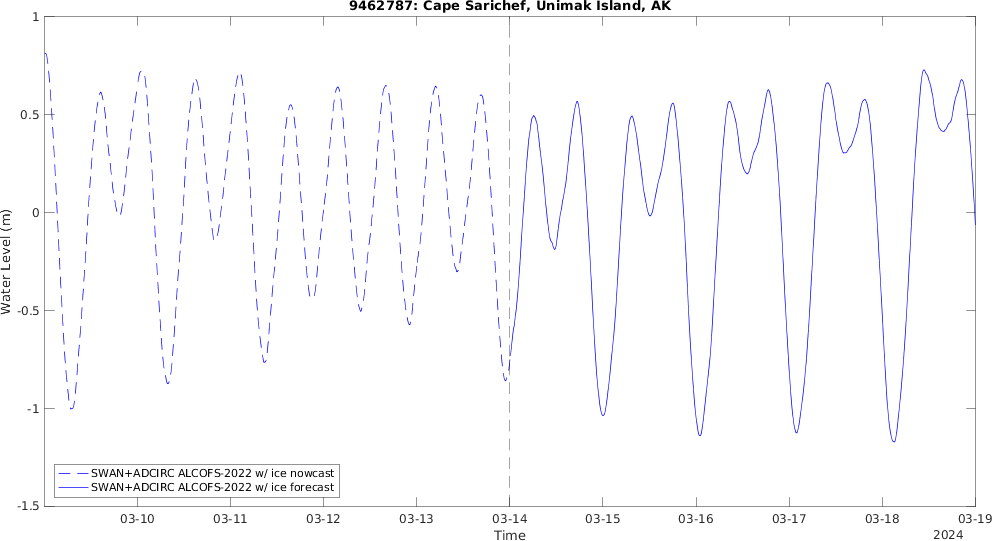 9462787: Cape Sarichef, Unimak Island, AK
1
0.5
0
-0.5
-1
-1.5
Water Level (m)
SWAN+ADCIRC ALCOFS-2022 w/ ice nowcast
SWAN+ADCIRC ALCOFS-2022 w/ ice forecast
03-10 03-11 03-12 03-13 03-14 03-15 03-16 03-17 03-18 03-19
Time
2024